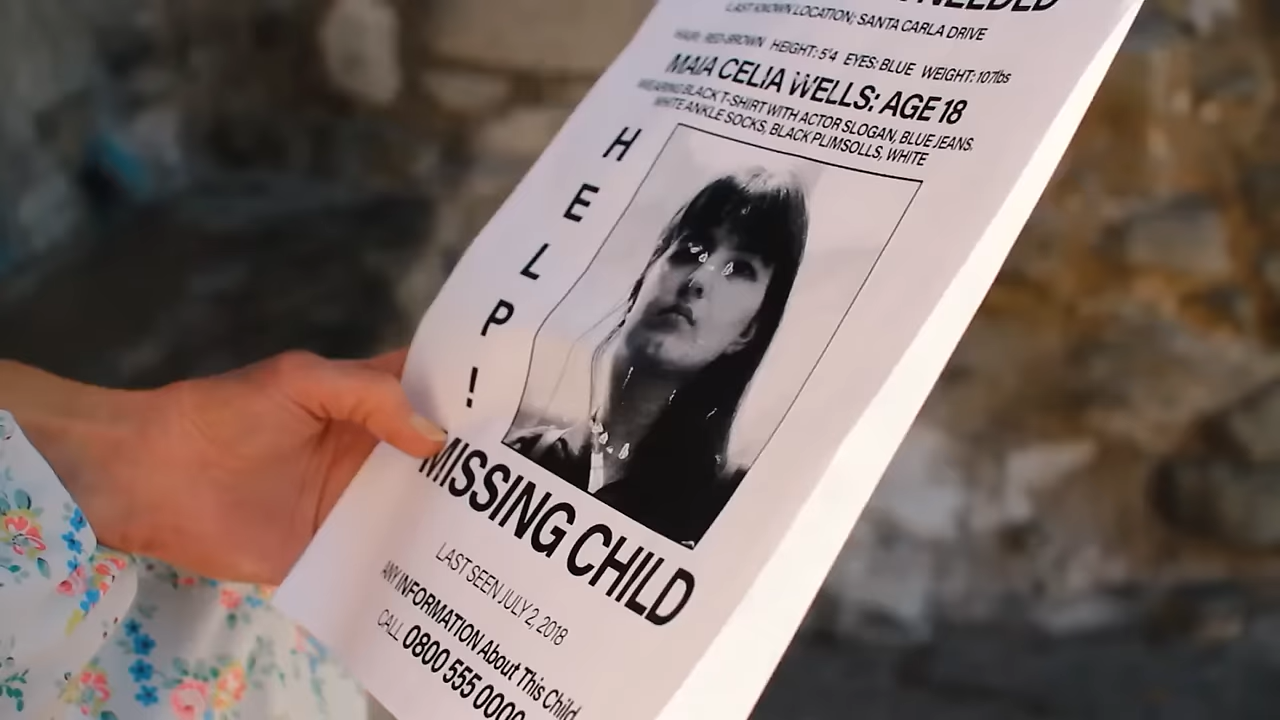 NEEDED
LAST KNOWN LOCATION: SANTA CARLA DRIVE
HAIR: RED-BROWN HEIGHT: 5'4 EYES: BLUE WEIGHT: 107lbs
MAIA CELIA WELLS: AGE 18
WEARING BLACK T-SHIRT WITH ACTOR SLOGAN, BLUE JEANS,
WHITE ANKLE SOCKS, BLACK PLIMSOLLS, WHITE
HELP!
MISSING CHILD
LAST SEEN JULY 2, 2018
ANY INFORMATION About This Child
CALL 0800 555 0000